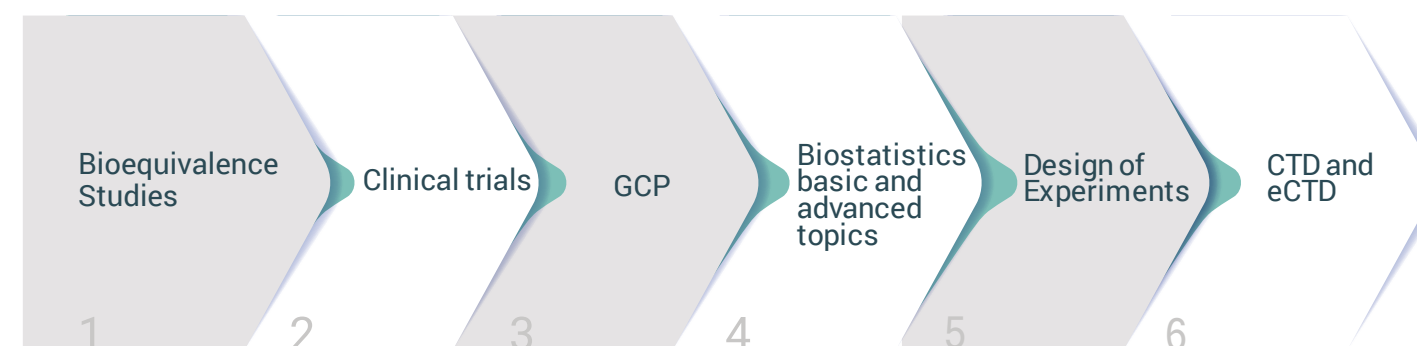 Bioequivalence
Studies
Clinical trials
GCP
Biostatistics
basic and
advanced
topics
Design of
Experiments
CTD and
eCTD
1
2
3
4
5
6